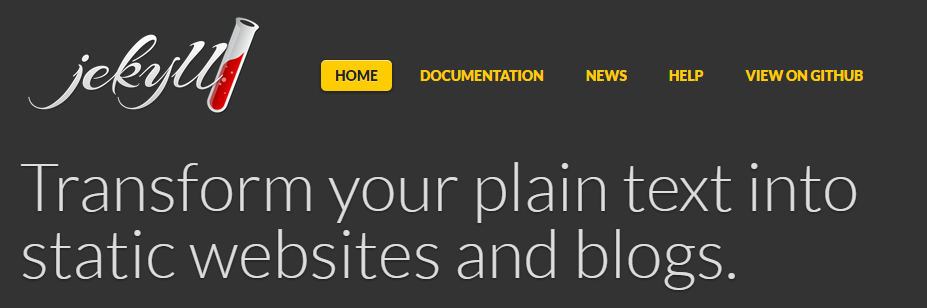 jekyll
HOME DOCUMENTATION NEWS HELP VIEW ON GITHUB
Transform your plain text into
static websites and blogs.